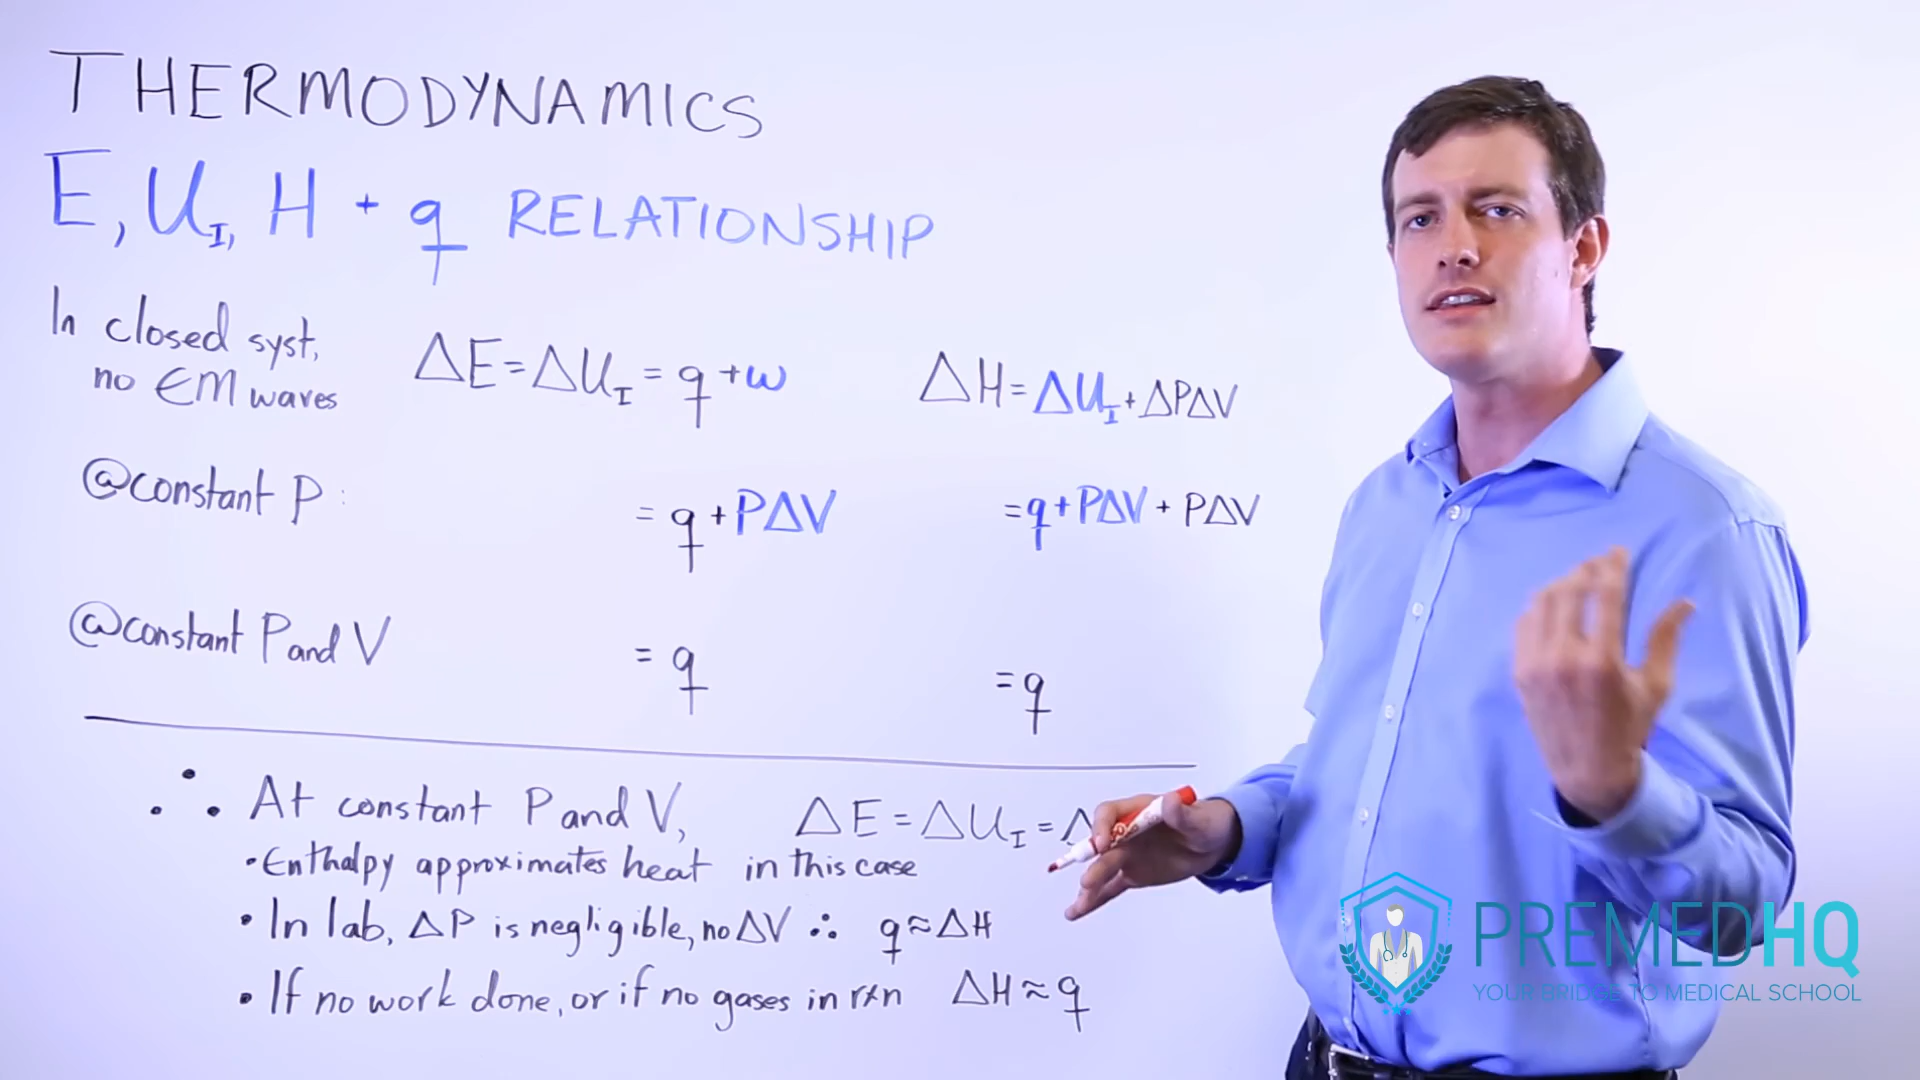 THERMODYNAMICS
E, U_I, H + q RELATIONSHIP
In closed syst,
no EM waves
ΔE = ΔU_I = q + w
ΔH = ΔU_I + ΔPΔV
@constant P:
= q + PΔV
= q + PΔV + PΔV
@constant P and V
= q
= q
∴ At constant P and V, ΔE = ΔU_I = Δ
• Enthalpy approximates heat in this case
• In lab, ΔP is negligible, no ΔV ∴ q ≈ ΔH
• If no work done, or if no gases in rxn ΔH ≈ q
PREMEDHQ
YOUR BRIDGE TO MEDICAL SCHOOL